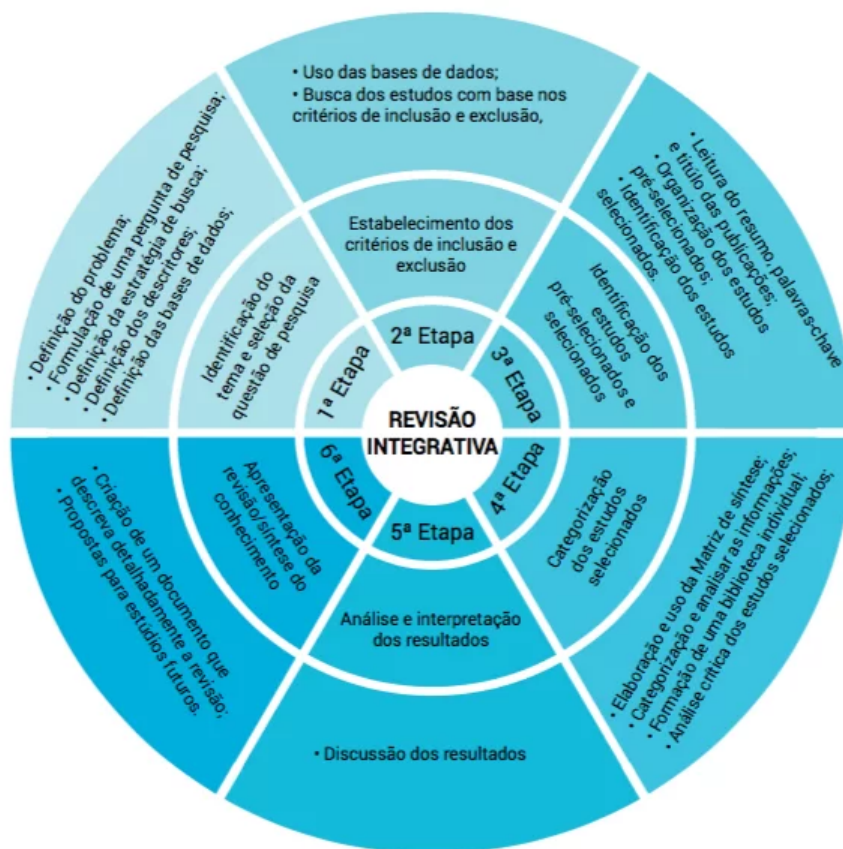 REVISÃO
INTEGRATIVA
1ª Etapa
Identificação do
tema e seleção da
questão de pesquisa
• Definição do problema;
• Formulação de uma pergunta de pesquisa;
• Definição da estratégia de busca;
• Definição dos descritores;
• Definição das bases de dados;
2ª Etapa
Estabelecimento dos
critérios de inclusão e
exclusão
• Uso das bases de dados;
• Busca dos estudos com base nos
critérios de inclusão e exclusão,
3ª Etapa
Identificação dos
estudos
pré-selecionados e
selecionados
• Leitura do resumo, palavras-chave
e título das publicações;
• Organização dos estudos
pré-selecionados;
• Identificação dos estudos
selecionados.
4ª Etapa
Categorização
dos estudos
selecionados
• Elaboração e uso da Matriz de síntese;
• Categorização e analisar as informações;
• Formação de uma biblioteca individual;
• Análise crítica dos estudos selecionados;
5ª Etapa
Análise e interpretação
dos resultados
• Discussão dos resultados
6ª Etapa
Apresentação da
revisão/síntese do
conhecimento
• Criação de um documento que
descreva detalhadamente a revisão;
• Propostas para estúdios futuros.